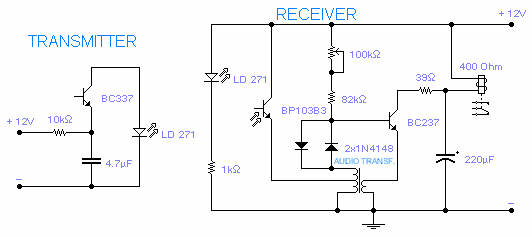 TRANSMITTER
BC337
+ 12V
10kΩ
LD 271
4.7µF
–
RECEIVER
+ 12V
LD 271
100kΩ
400 Ohm
39Ω
82kΩ
BP103B3
BC237
2x1N4148
AUDIO TRANSF.
1kΩ
+
220µF
–